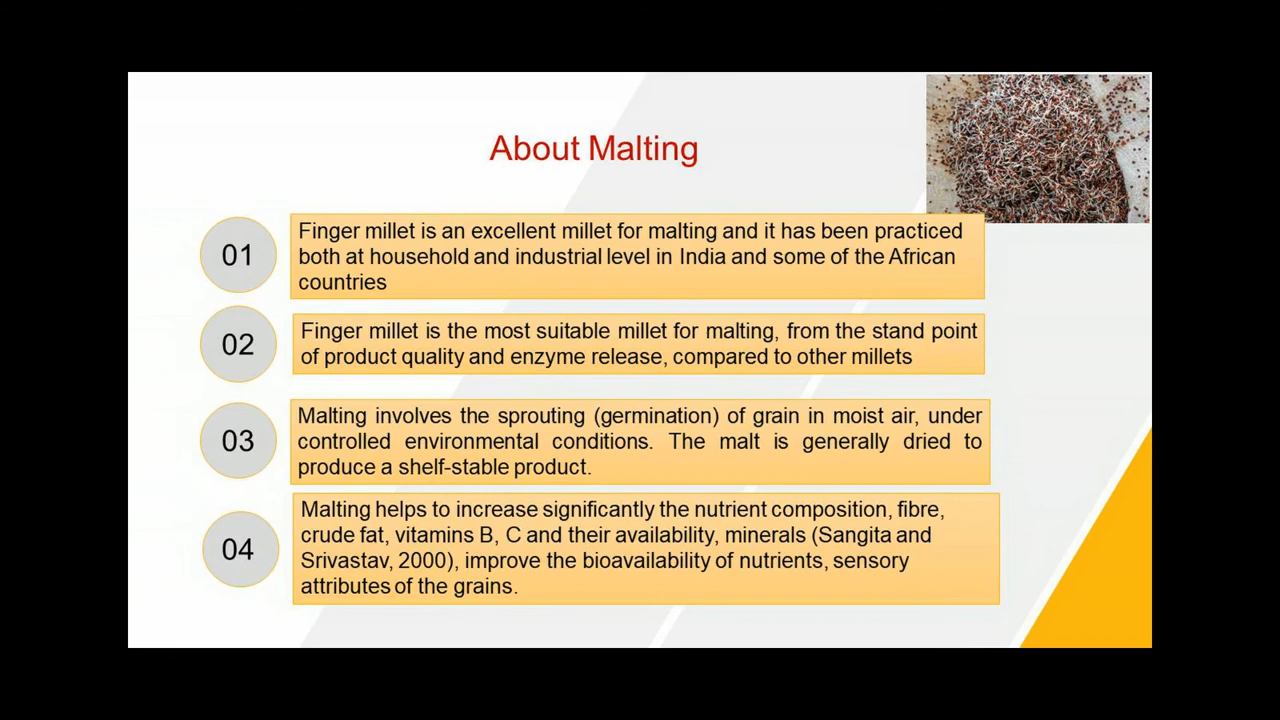 About Malting
01
Finger millet is an excellent millet for malting and it has been practiced
both at household and industrial level in India and some of the African
countries
02
Finger millet is the most suitable millet for malting, from the stand point
of product quality and enzyme release, compared to other millets
03
Malting involves the sprouting (germination) of grain in moist air, under
controlled environmental conditions. The malt is generally dried to
produce a shelf-stable product.
04
Malting helps to increase significantly the nutrient composition, fibre,
crude fat, vitamins B, C and their availability, minerals (Sangita and
Srivastav, 2000), improve the bioavailability of nutrients, sensory
attributes of the grains.